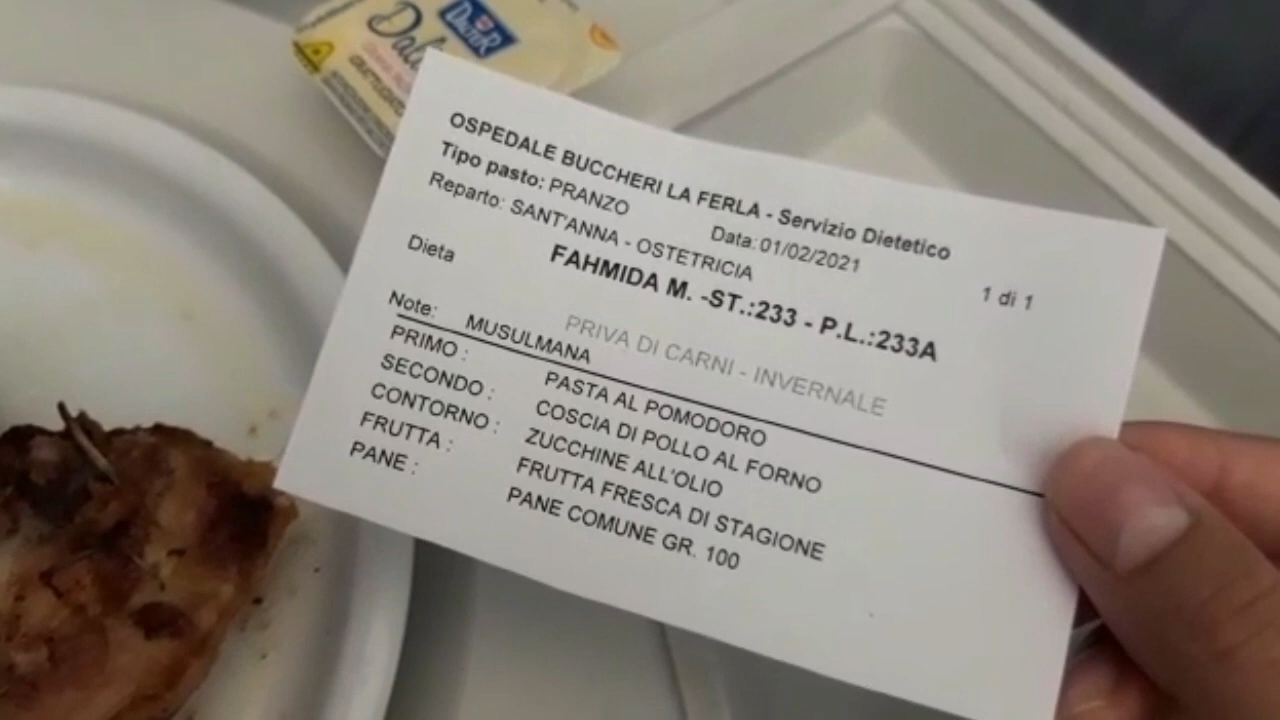 DalterR
Dali
OSPEDALE BUCCHERI LA FERLA - Servizio Dietetico
Tipo pasto: PRANZO Data: 01/02/2021
Reparto: SANT'ANNA - OSTETRICIA 1 di 1
FAHMIDA M. -ST.:233 - P.L.:233A
Dieta PRIVA DI CARNI - INVERNALE
Note: MUSULMANA
PRIMO : PASTA AL POMODORO
SECONDO : COSCIA DI POLLO AL FORNO
CONTORNO : ZUCCHINE ALL'OLIO
FRUTTA : FRUTTA FRESCA DI STAGIONE
PANE : PANE COMUNE GR. 100